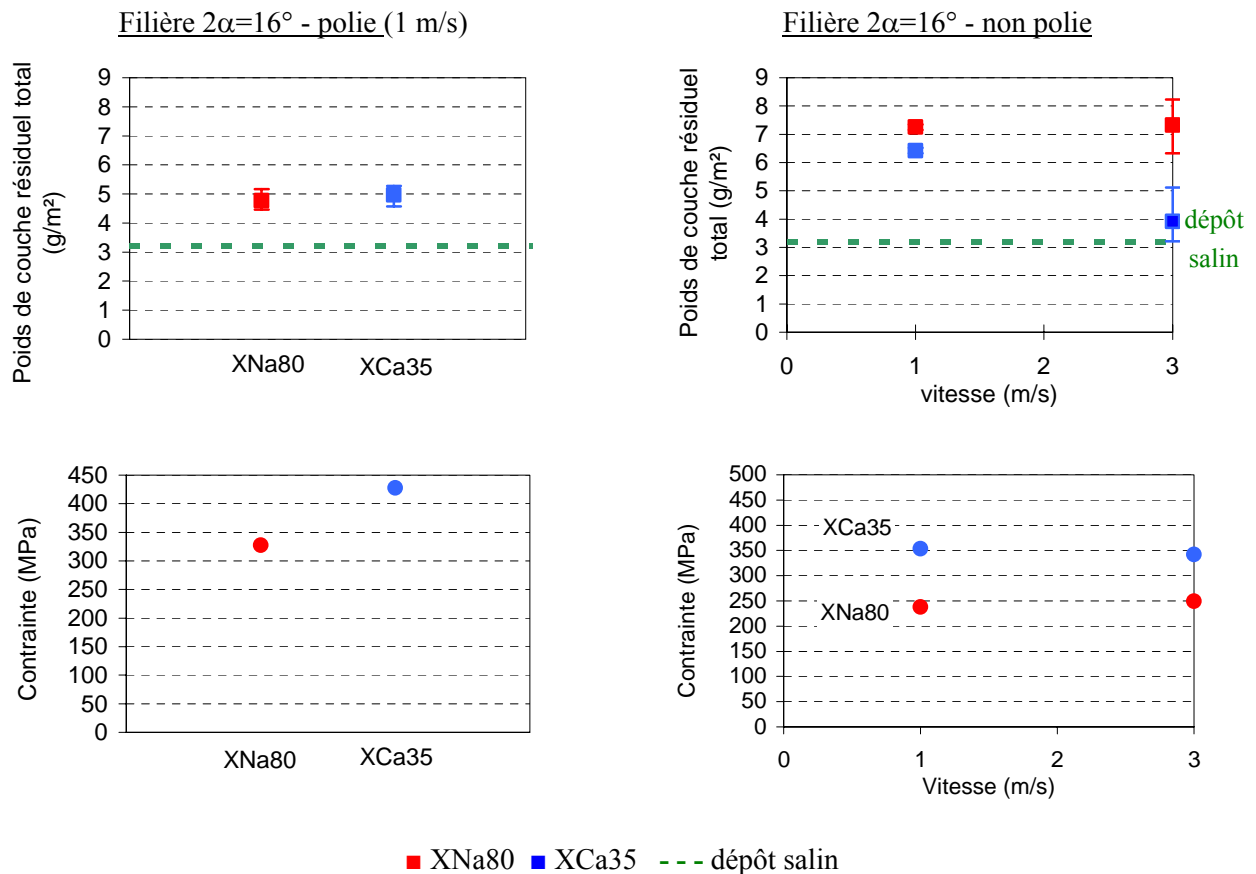 Filière 2α=16° - polie (1 m/s)
Filière 2α=16° - non polie
Poids de couche résiduel total
(g/m²)
9
8
7
6
5
4
3
2
1
0
XNa80
XCa35
Poids de couche résiduel
total (g/m²)
9
8
7
6
5
4
3
2
1
0
dépôt
salin
0
1
2
3
vitesse (m/s)
Contrainte (MPa)
450
400
350
300
250
200
150
100
50
0
XNa80
XCa35
Contrainte (MPa)
500
450
400
350
300
250
200
150
100
50
0
XCa35
XNa80
0
1
2
3
Vitesse (m/s)
XNa80 XCa35 - - - dépôt salin